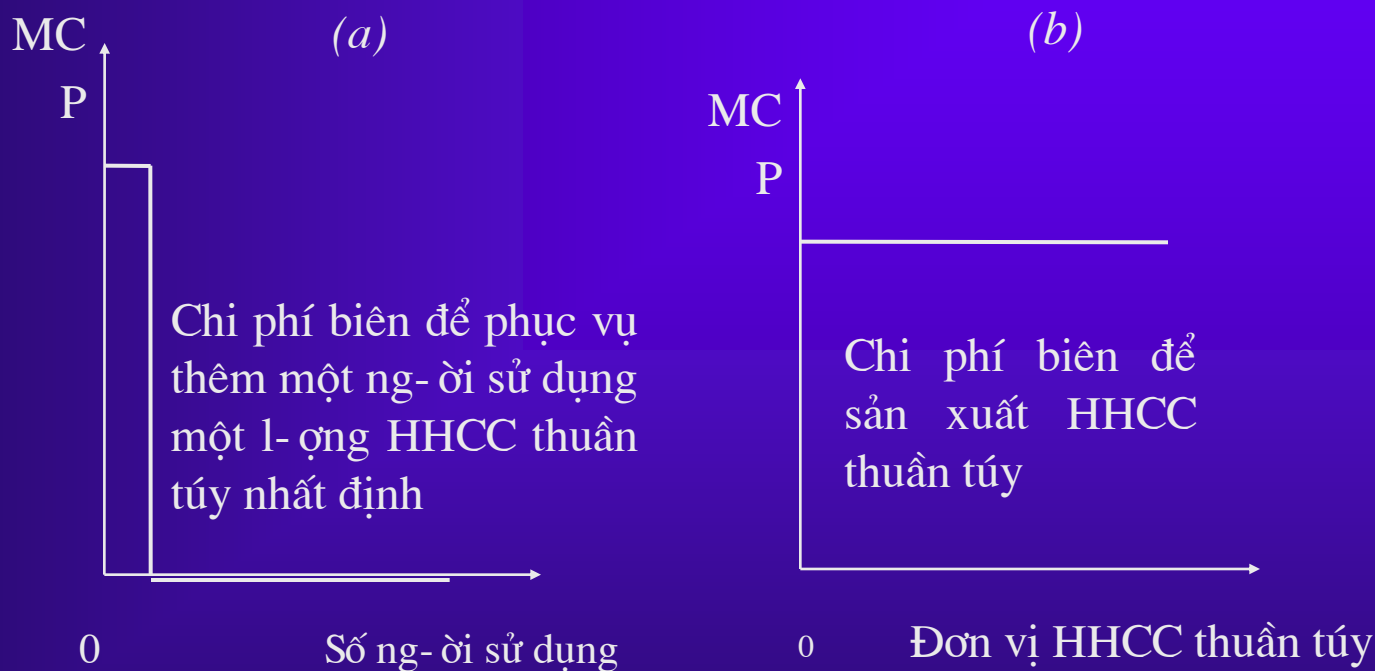 (a)
MC
P
Chi phí biên để phục vụ
thêm một ng- ời sử dụng
một l- ợng HHCC thuần
túy nhất định
0
Số ng- ời sử dụng
(b)
MC
P
Chi phí biên để
sản xuất HHCC
thuần túy
0
Đơn vị HHCC thuần túy